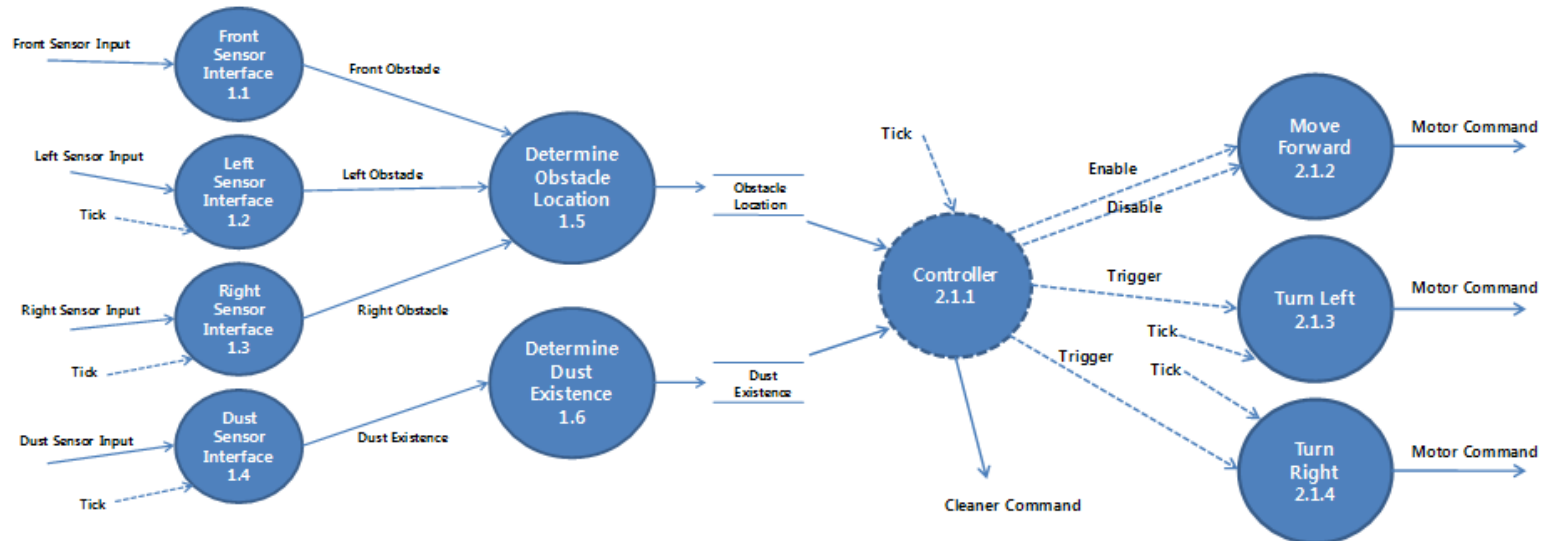 Front Sensor Input
Front
Sensor
Interface
1.1
Front Obstade
Left Sensor Input
Tick
Left
Sensor
Interface
1.2
Left Obstade
Right Sensor Input
Tick
Right
Sensor
Interface
1.3
Right Obstacle
Dust Sensor Input
Tick
Dust
Sensor
Interface
1.4
Dust Existence
Determine
Obstacle
Location
1.5
Determine
Dust
Existence
1.6
Obstacle
Location
Dust
Existence
Tick
Controller
2.1.1
Cleaner Command
Enable
Disable
Trigger
Trigger
Tick
Tick
Move
Forward
2.1.2
Motor Command
Turn Left
2.1.3
Motor Command
Turn
Right
2.1.4
Motor Command